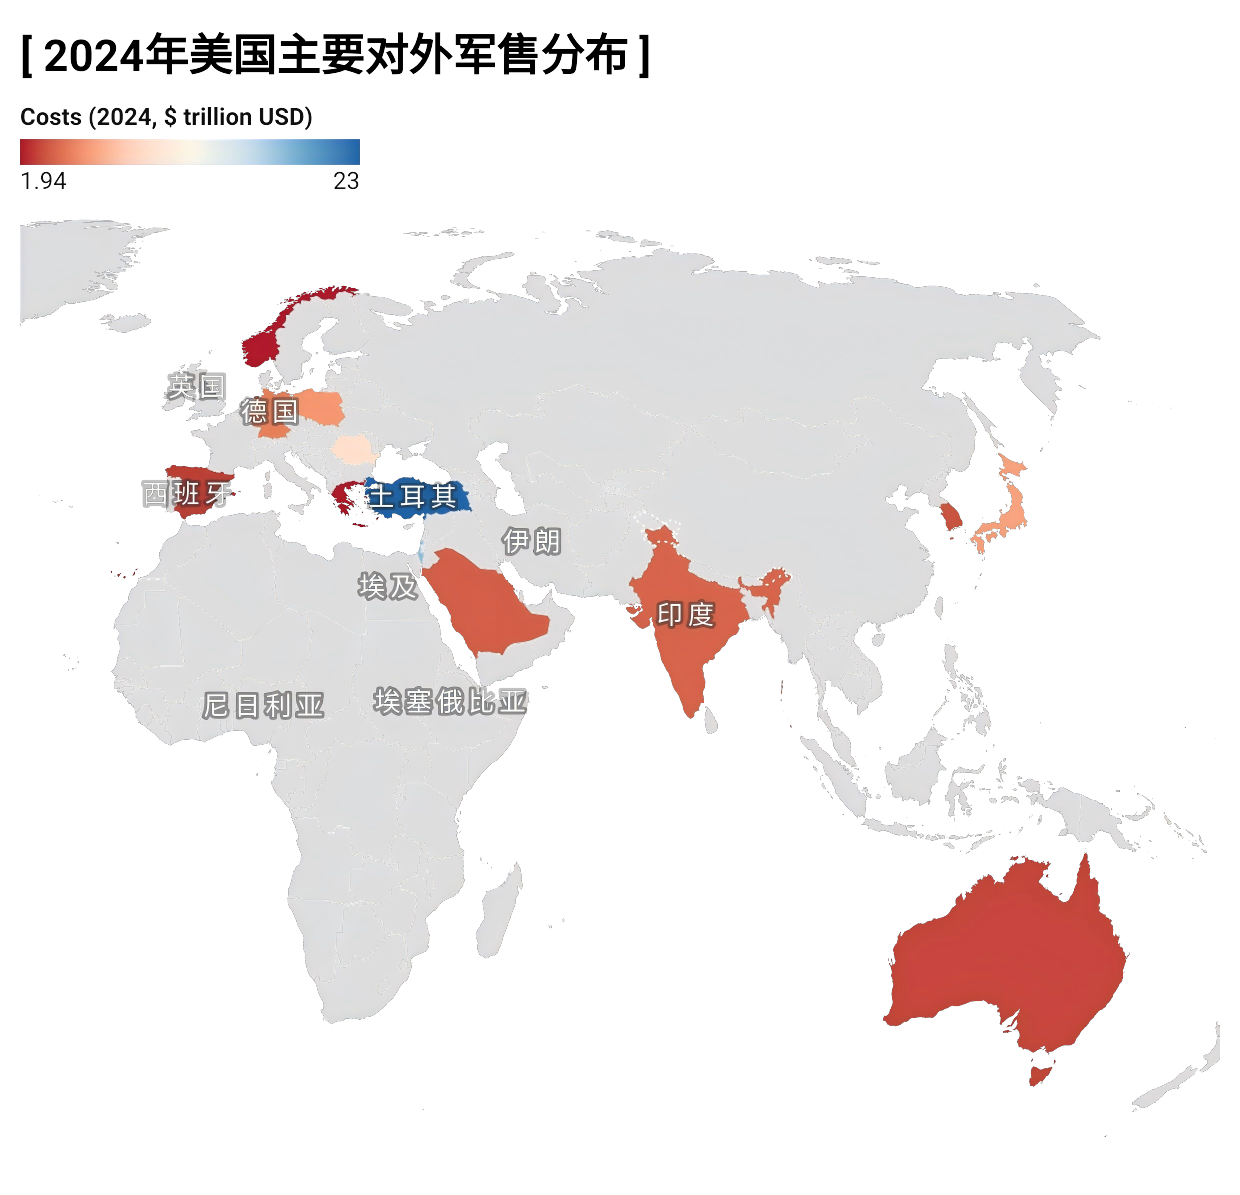 [ 2024年美国主要对外军售分布 ]
Costs (2024, $ trillion USD)
1.94 23
英国
德国
西班牙
土耳其
伊朗
埃及
印度
尼日利亚
埃塞俄比亚